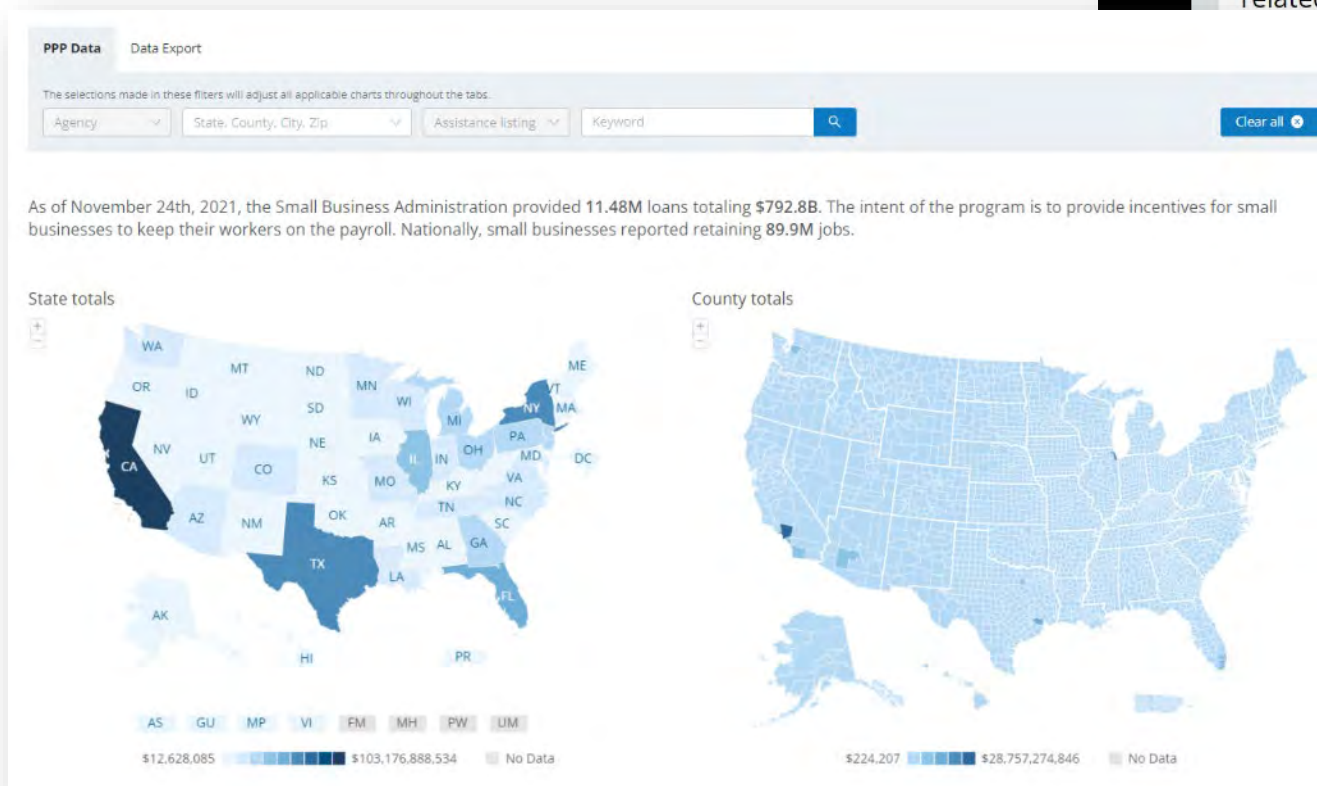 related
PPP Data Data Export
The selections made in these filters will adjust all applicable charts throughout the tabs.
Agency State, County, City, Zip Assistance listing Keyword Clear all
As of November 24th, 2021, the Small Business Administration provided 11.48M loans totaling $792.8B. The intent of the program is to provide incentives for small
businesses to keep their workers on the payroll. Nationally, small businesses reported retaining 89.9M jobs.
State totals
WA
MT
ND
ME
OR
ID
MN
VT
WI
SD
NY
MA
WY
MI
IA
PA
NE
NV
OH
IL
IN
MD
DC
UT
CA
CO
KS
MO
KY
VA
NC
TN
AZ
NM
OK
AR
SC
MS
AL
GA
TX
LA
FL
AK
HI
PR
AS GU MP VI FM MH PW UM
$12,628,085 $103,176,888,534 No Data
County totals
$224,207 $28,757,274,846 No Data